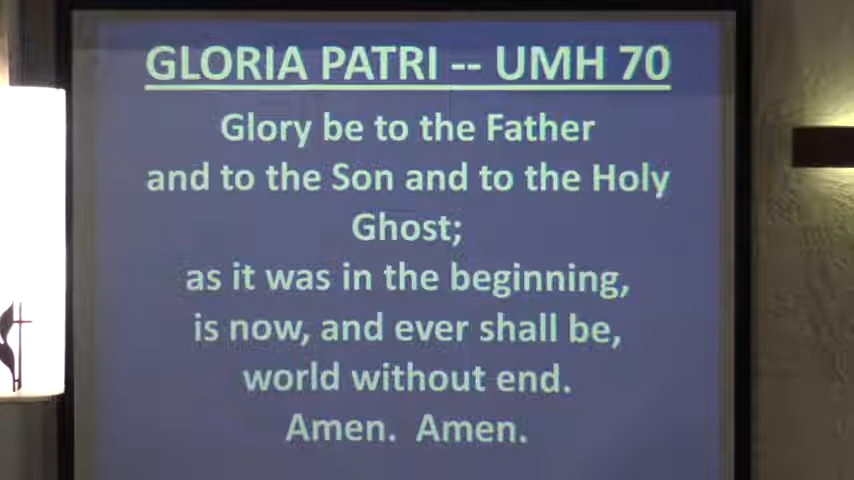 GLORIA PATRI -- UMH 70
Glory be to the Father
and to the Son and to the Holy
Ghost;
as it was in the beginning,
is now, and ever shall be,
world without end.
Amen. Amen.